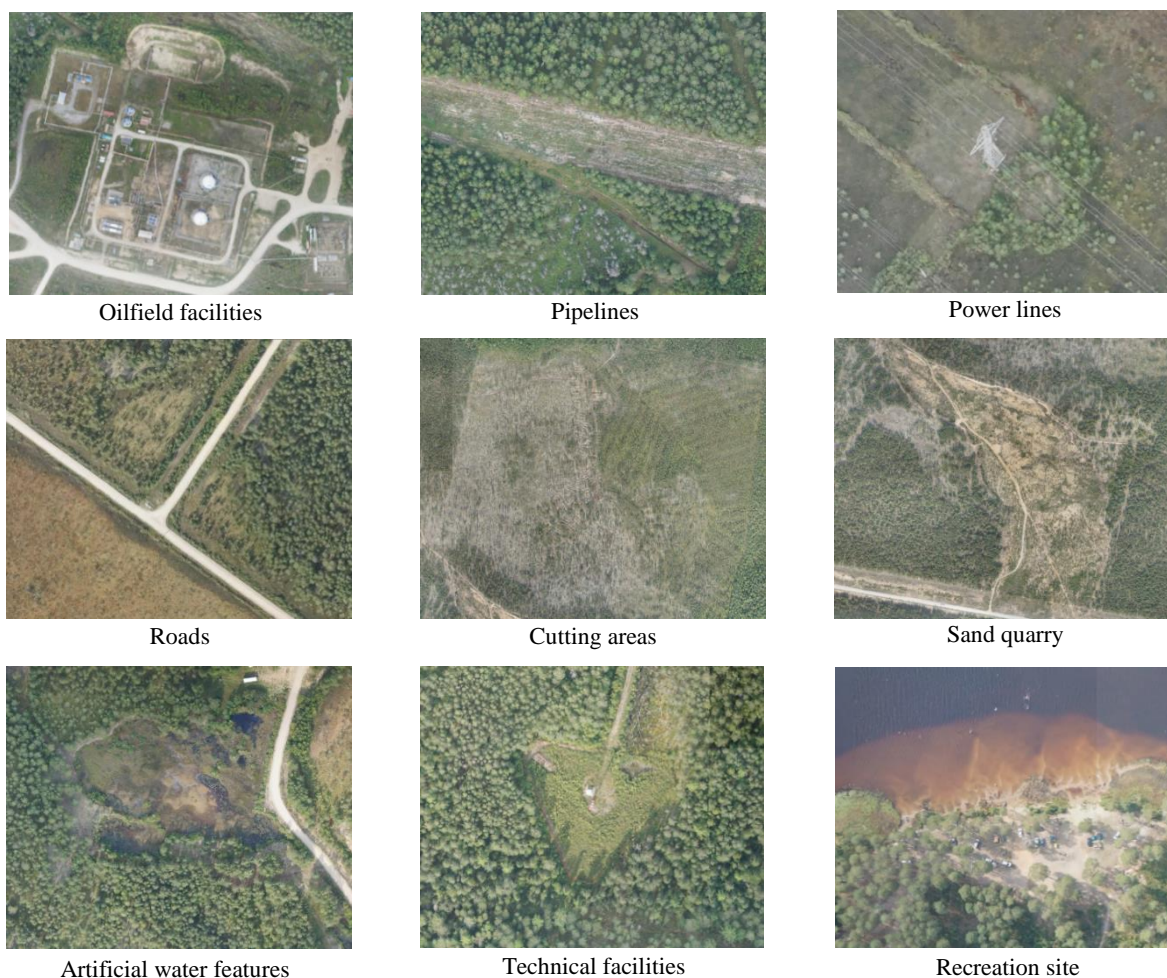 Oilfield facilities
Pipelines
Power lines
Roads
Cutting areas
Sand quarry
Artificial water features
Technical facilities
Recreation site